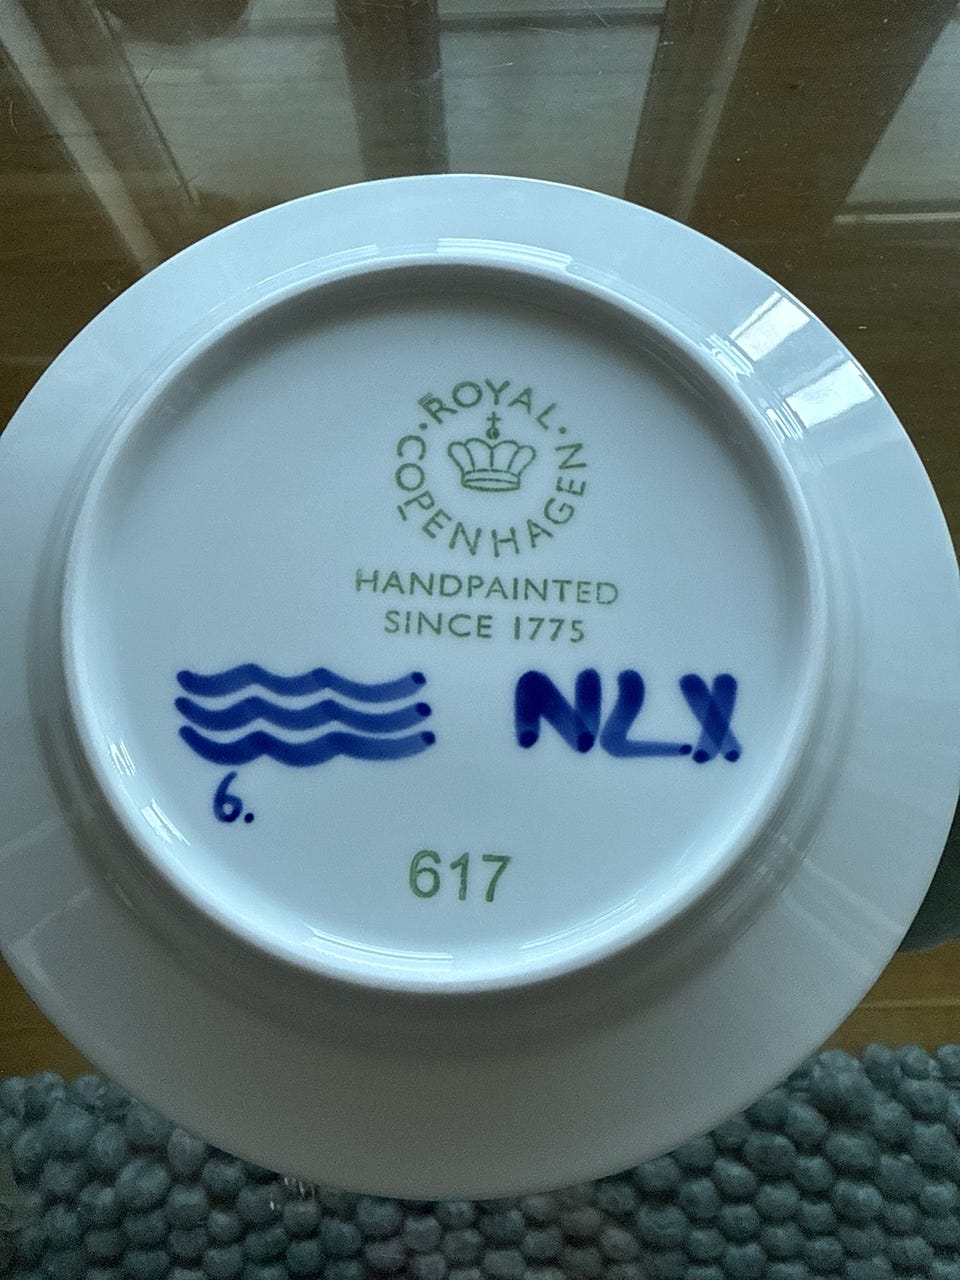 ROYAL COPENHAGEN
HANDPAINTED
SINCE 1775
NLX
6.
617